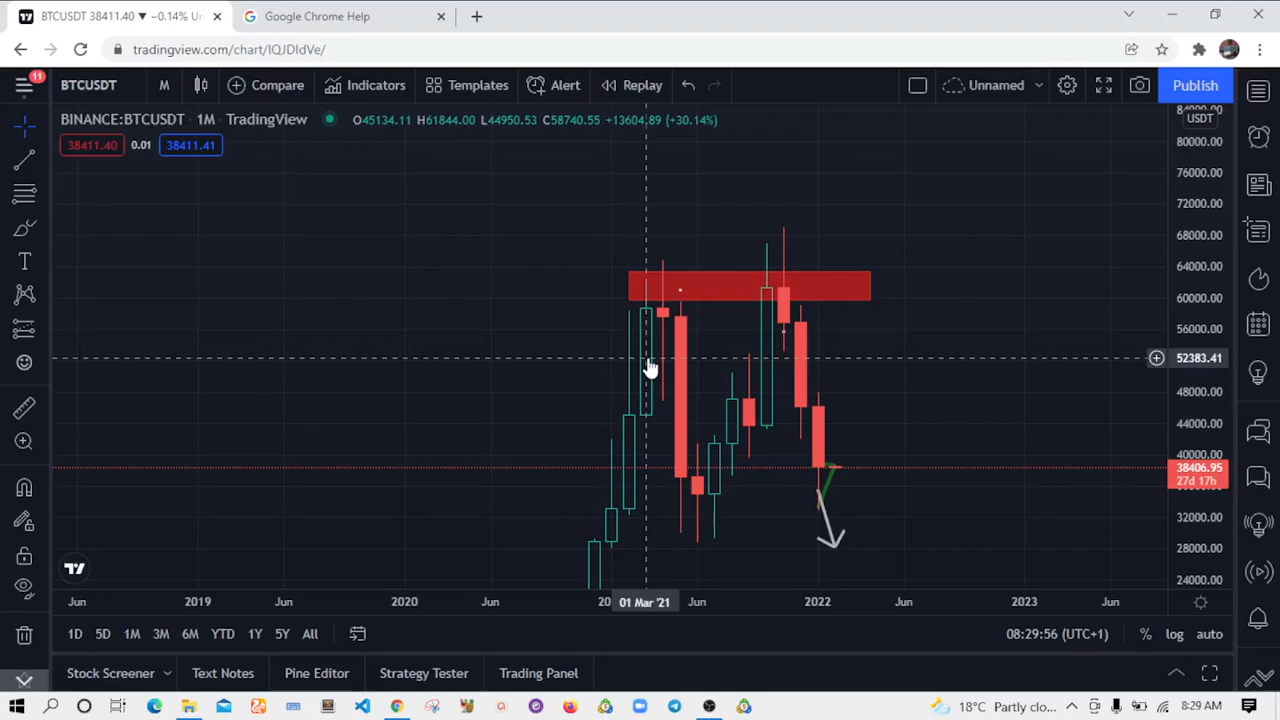 BTCUSDT 38411.40 ▼ −0.14% Un
Google Chrome Help
tradingview.com/chart/IQJDIdVe/
11
BTCUSDT M Compare Indicators Templates Alert Replay Unnamed Publish
BINANCE:BTCUSDT · 1M · TradingView O45134.11 H61844.00 L44950.53 C58740.55 +13604.89 (+30.14%)
38411.40 0.01 38411.41
84000.00
USDT
80000.00
76000.00
72000.00
68000.00
64000.00
60000.00
56000.00
52383.41
48000.00
44000.00
40000.00
38406.95
27d 17h
32000.00
28000.00
24000.00
Jun 2019 Jun 2020 Jun 20 01 Mar '21 Jun 2022 Jun 2023 Jun
1D 5D 1M 3M 6M YTD 1Y 5Y All 08:29:56 (UTC+1) % log auto
Stock Screener Text Notes Pine Editor Strategy Tester Trading Panel
18°C Partly clo... 8:29 AM